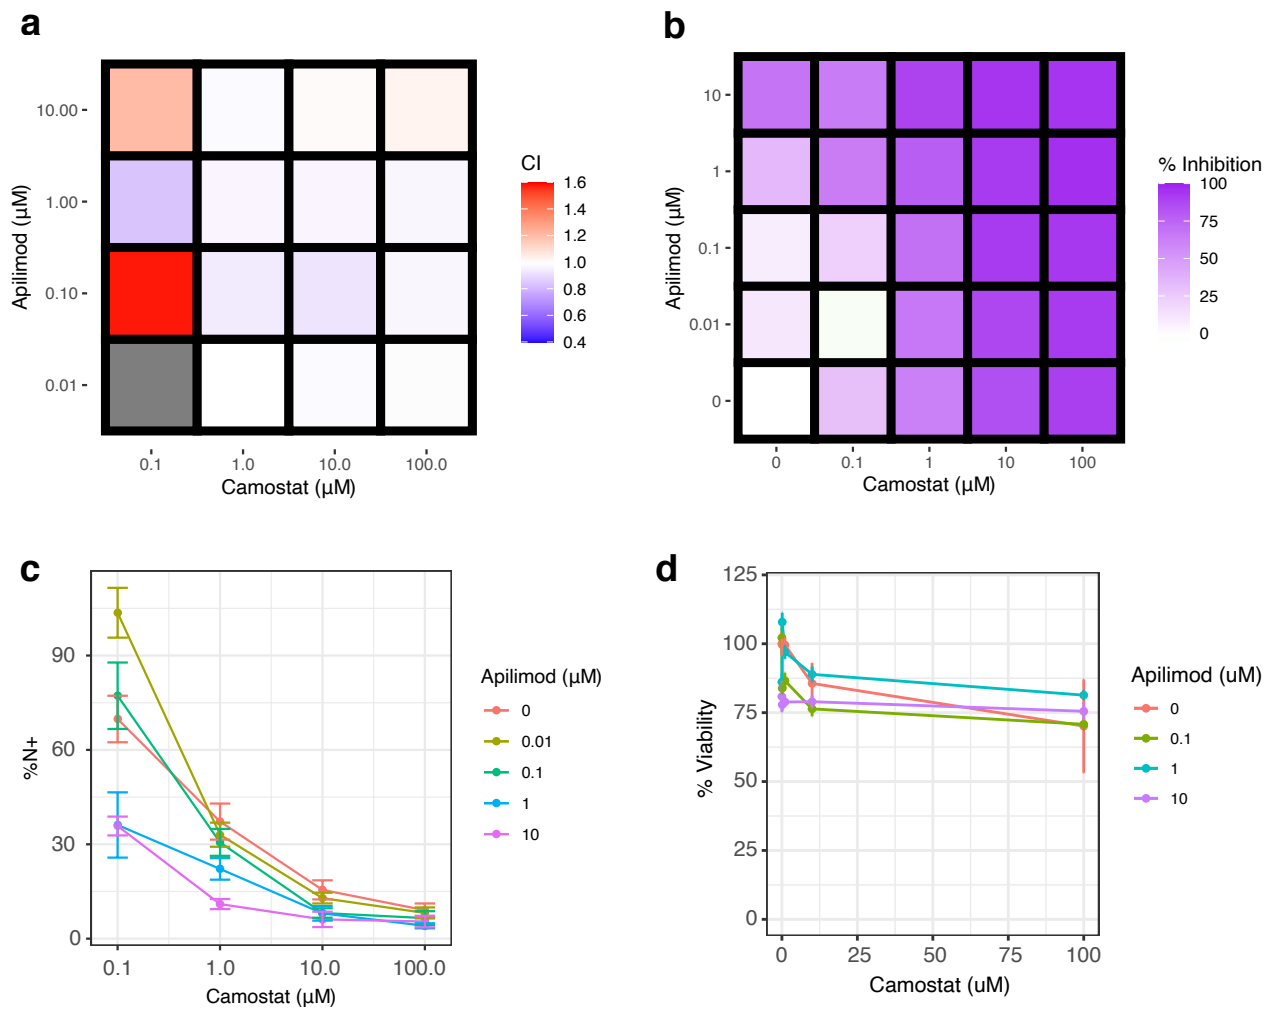 a
10.00
1.00
0.10
0.01
Apilimod (µM)
0.1 1.0 10.0 100.0
Camostat (µM)
CI
1.6
1.4
1.2
1.0
0.8
0.6
0.4
b
10
1
0.1
0.01
0
Apilimod (µM)
0 0.1 1 10 100
Camostat (µM)
% Inhibition
100
75
50
25
0
c
90
60
30
0
%N+
0.1 1.0 10.0 100.0
Camostat (µM)
Apilimod (µM)
0
0.01
0.1
1
10
d
125
100
75
50
25
0
% Viability
0 25 50 75 100
Camostat (uM)
Apilimod (uM)
0
0.1
1
10